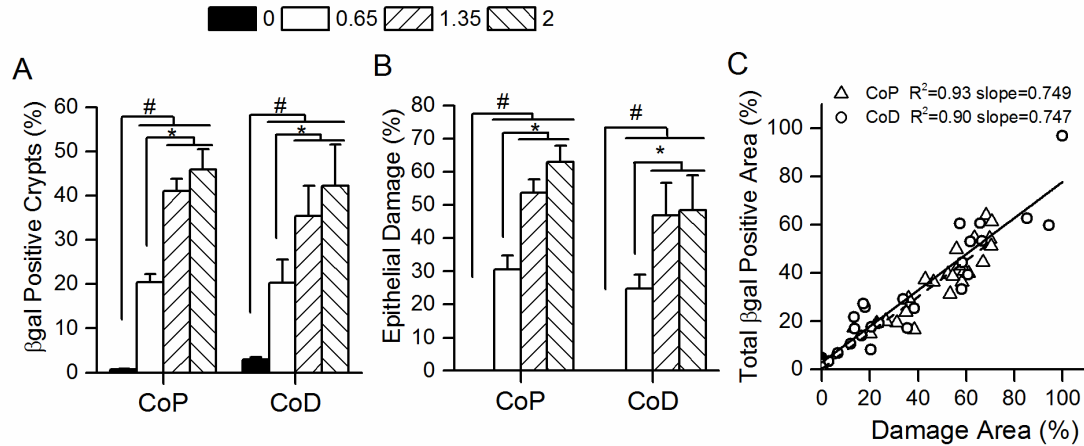 0 0.65 1.35 2
A
βgal Positive Crypts (%)
60
50
40
30
20
10
0
#
*
#
*
CoP CoD
B
Epithelial Damage (%)
80
70
60
50
40
30
20
10
0
#
*
#
*
CoP CoD
C
CoP R²=0.93 slope=0.749
CoD R²=0.90 slope=0.747
Total βgal Positive Area (%)
100
80
60
40
20
0
0 20 40 60 80 100
Damage Area (%)